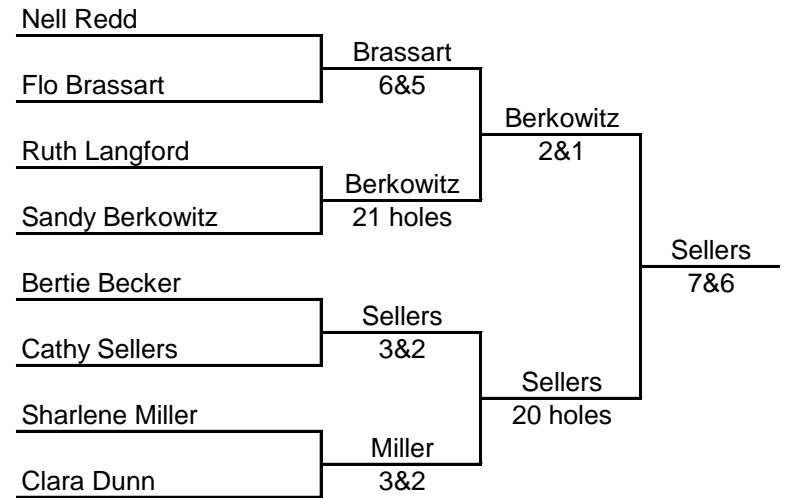 Nell Redd
Brassart
Flo Brassart
6&5
Berkowitz
Ruth Langford
2&1
Berkowitz
Sandy Berkowitz
21 holes
Sellers
Bertie Becker
7&6
Sellers
Cathy Sellers
3&2
Sellers
Sharlene Miller
20 holes
Miller
Clara Dunn
3&2